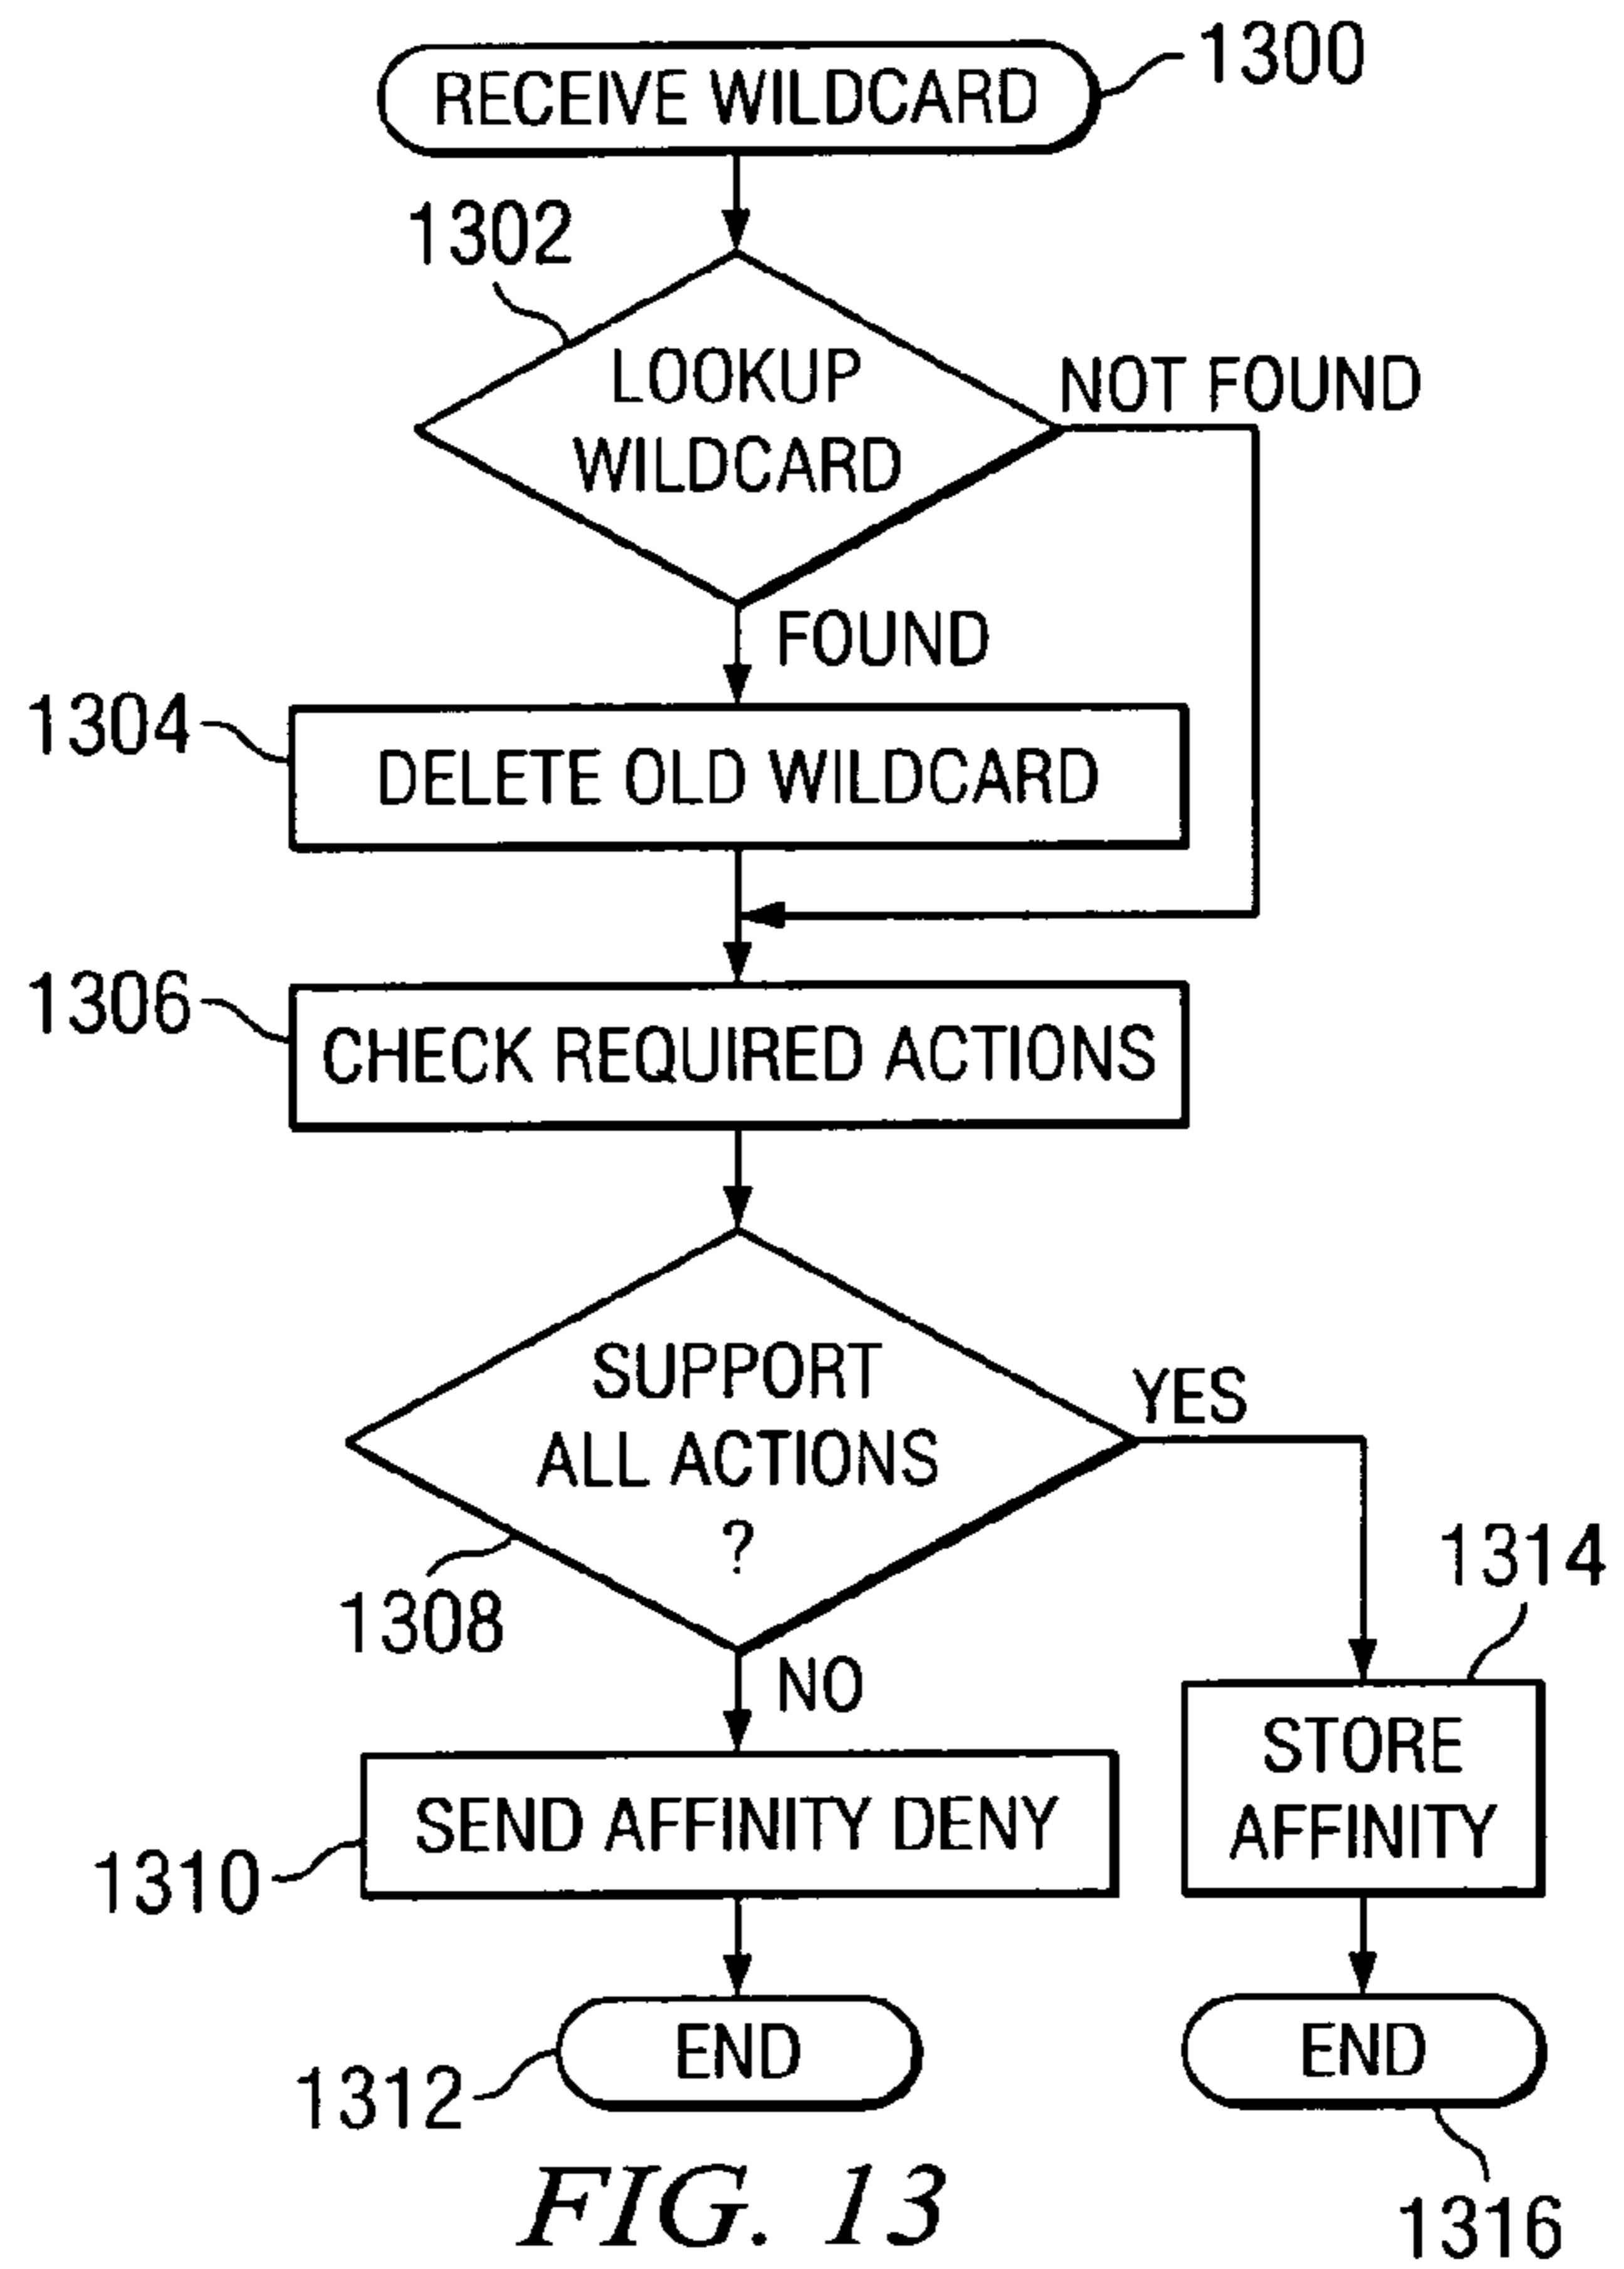 RECEIVE WILDCARD
1300
1302
LOOKUP
WILDCARD
NOT FOUND
FOUND
1304
DELETE OLD WILDCARD
1306
CHECK REQUIRED ACTIONS
SUPPORT
ALL ACTIONS
?
YES
1308
NO
1314
STORE
AFFINITY
SEND AFFINITY DENY
1310
END
1312
END
1316
FIG. 13